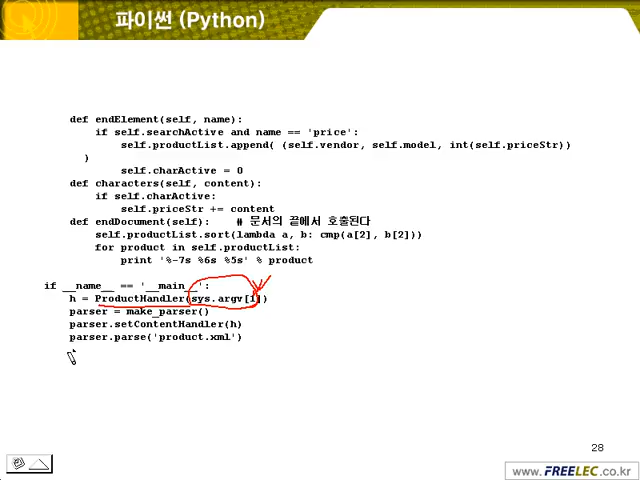 파이썬 (Python)
def endElement(self, name):
if self.searchActive and name == 'price':
self.productList.append( (self.vendor, self.model, int(self.priceStr))
)
self.charActive = 0
def characters(self, content):
if self.charActive:
self.priceStr += content
def endDocument(self): # 문서의 끝에서 호출된다
self.productList.sort(lambda a, b: cmp(a[2], b[2]))
for product in self.productList:
print '%-7s %6s %5s' % product
if __name__ == '__main__':
h = ProductHandler(sys.argv[1])
parser = make_parser()
parser.setContentHandler(h)
parser.parse('product.xml')
28
www.FREELEC.co.kr